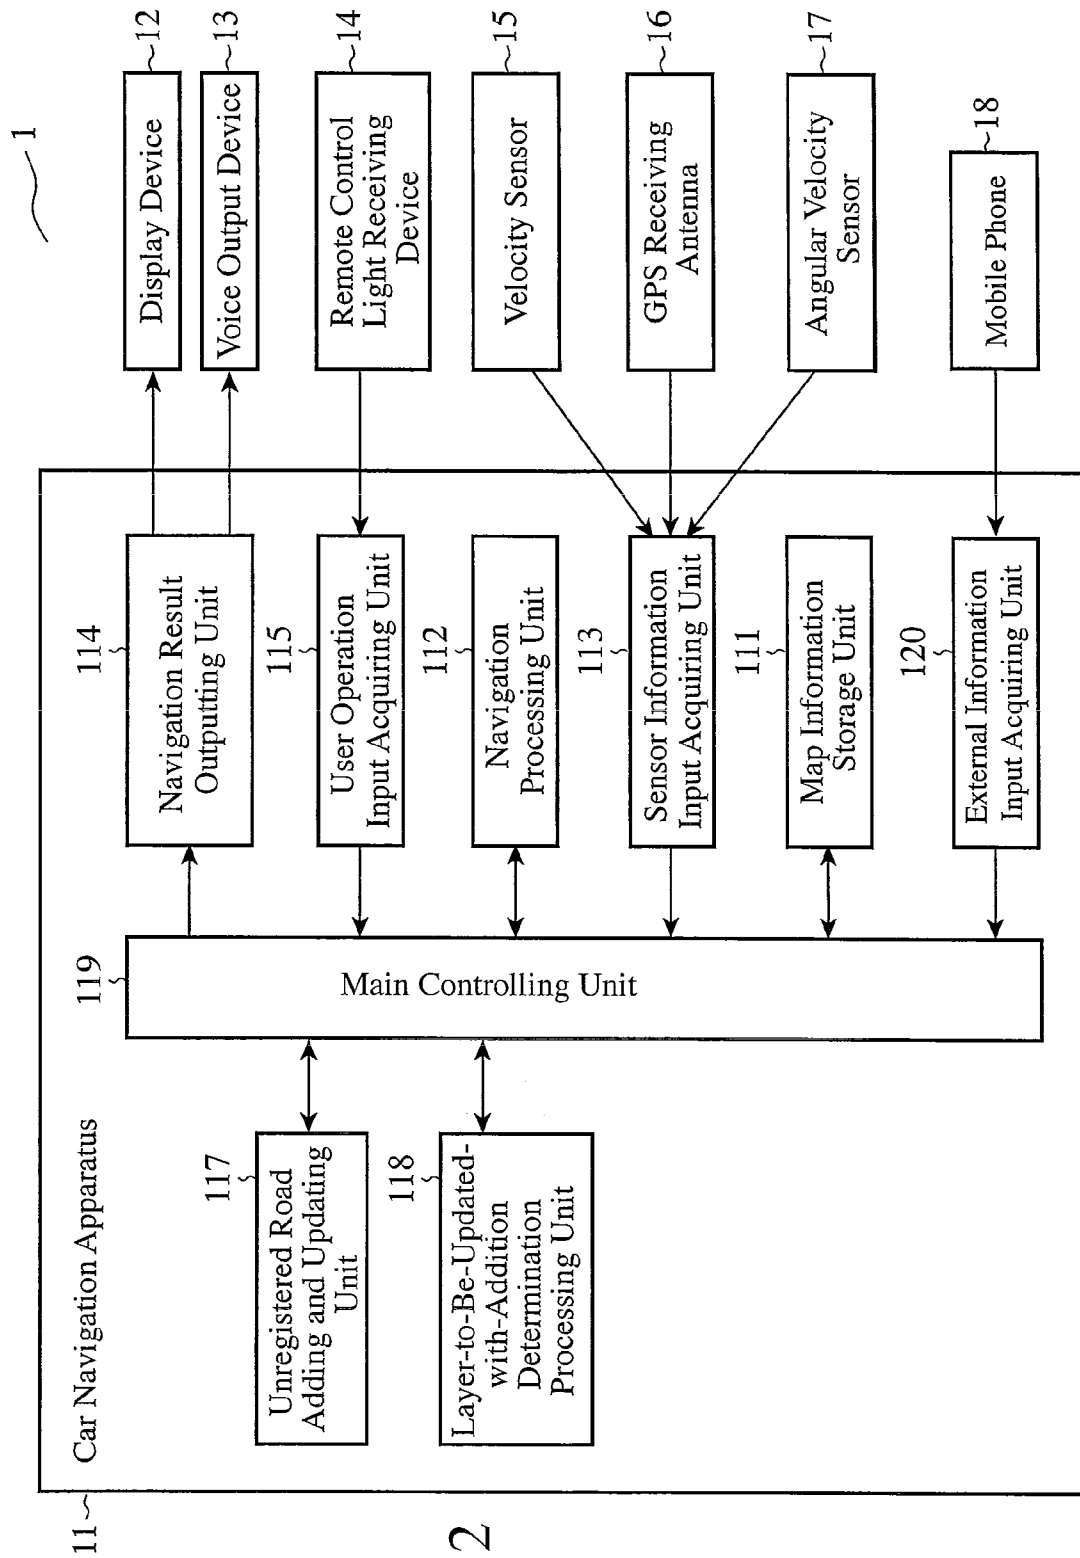 1
11
Car Navigation Apparatus
117
Unregistered Road
Adding and Updating
Unit
118
Layer-to-Be-Updated-
with-Addition
Determination
Processing Unit
119
Main Controlling Unit
114
Navigation Result
Outputing Unit
115
User Operation
Input Acquiring Unit
112
Navigation
Processing Unit
113
Sensor Information
Input Acquiring Unit
111
Map Information
Storage Unit
120
External Information
Input Acquiring Unit
12
Display Device
13
Voice Output Device
14
Remote Control
Light Receiving
Device
15
Velocity Sensor
16
GPS Receiving
Antenna
17
Angular Velocity
Sensor
18
Mobile Phone
2